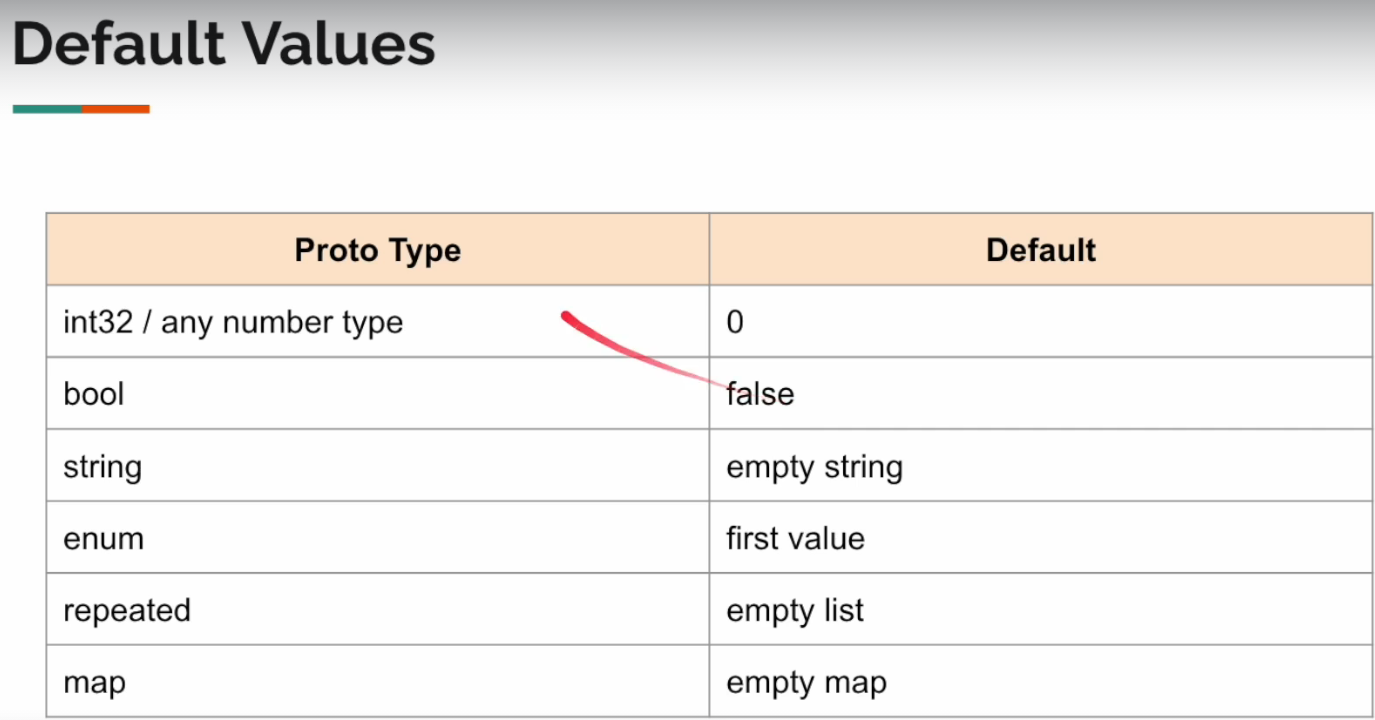 Default Values
Proto Type Default
int32 / any number type 0
bool false
string empty string
enum first value
repeated empty list
map empty map